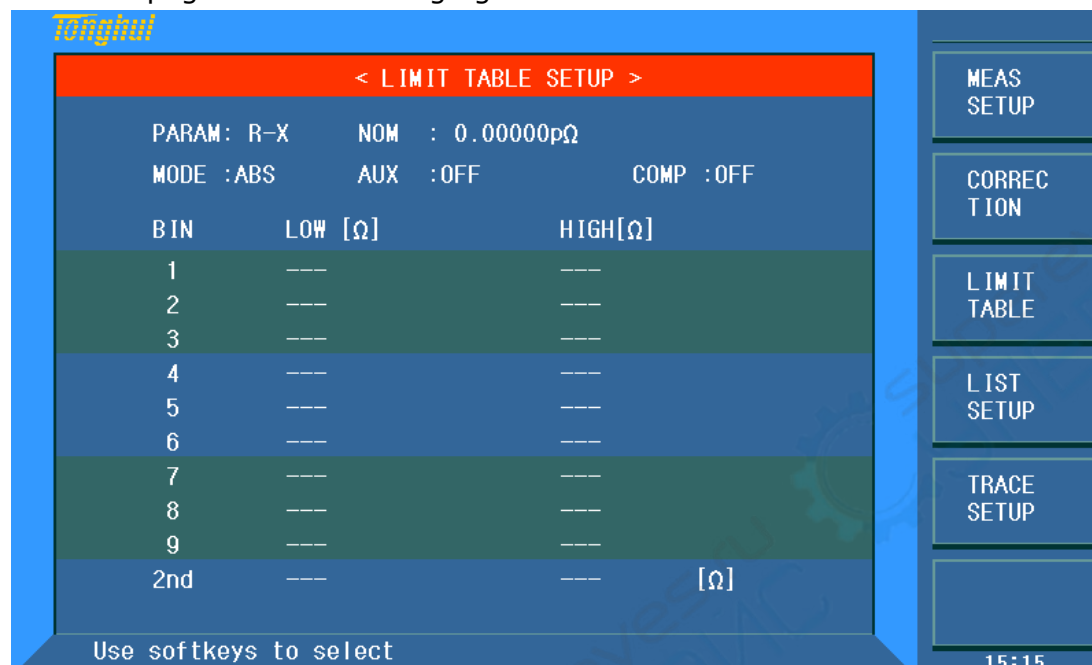 Tonghui
< LIMIT TABLE SETUP >
PARAM: R-X NOM : 0.00000pΩ
MODE :ABS AUX :OFF COMP :OFF
BIN LOW [Ω] HIGH[Ω]
1 --- ---
2 --- ---
3 --- ---
4 --- ---
5 --- ---
6 --- ---
7 --- ---
8 --- ---
9 --- ---
2nd --- --- [Ω]
Use softkeys to select
MEAS
SETUP
CORREC
TION
LIMIT
TABLE
LIST
SETUP
TRACE
SETUP
15:15